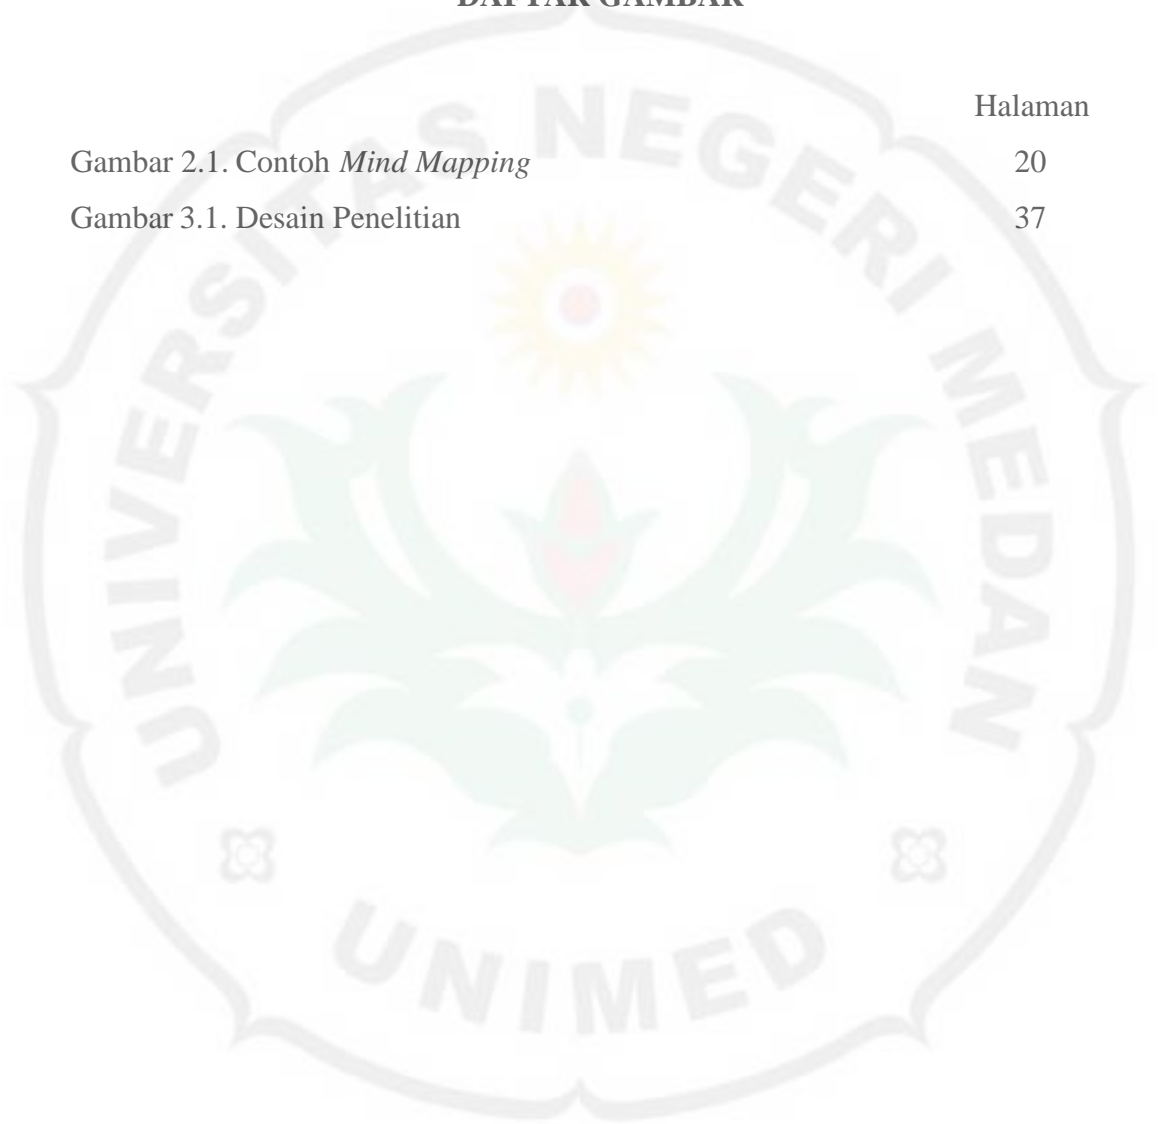 DAFTAR GAMBAR
Halaman
Gambar 2.1. Contoh Mind Mapping 20
Gambar 3.1. Desain Penelitian 37
UNIVERSITAS NEGERI MEDAN
UNIMED